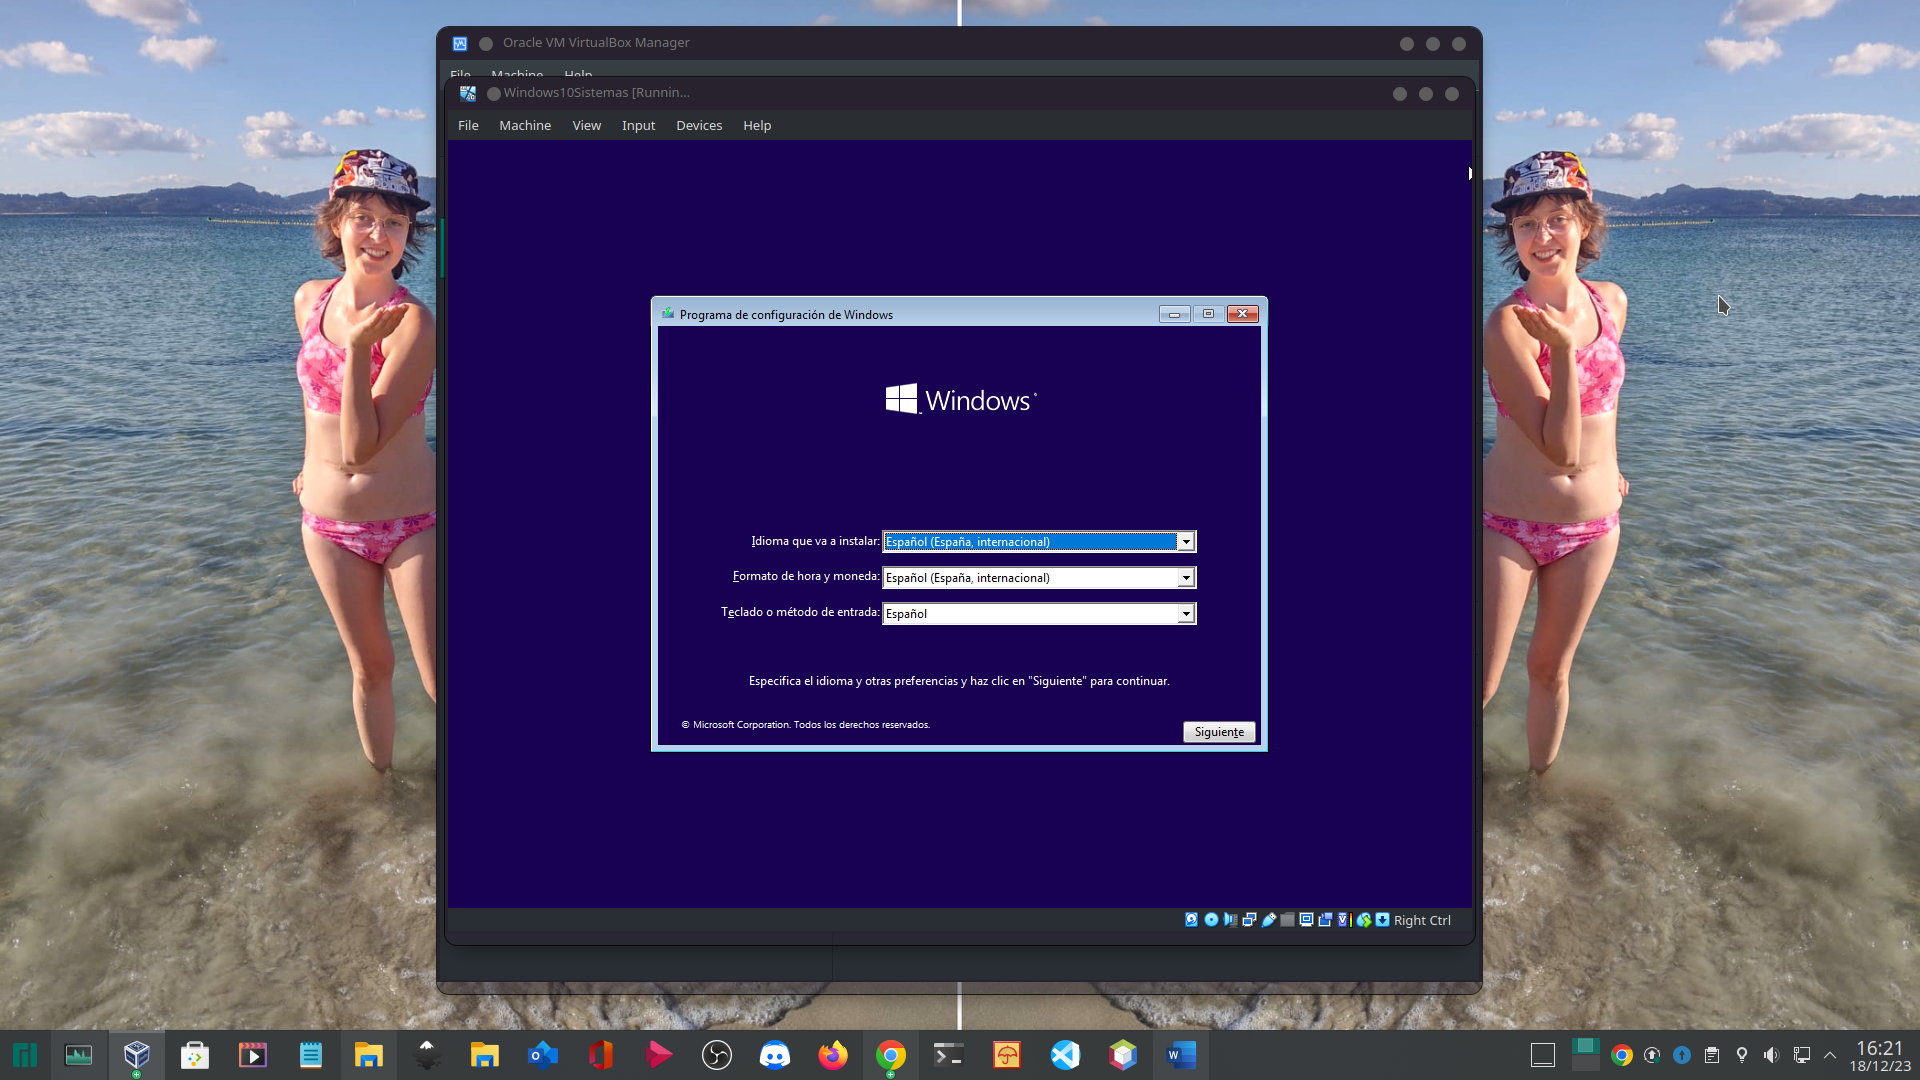 Oracle VM VirtualBox Manager
File Machine Help
Windows10Sistemas [Runnin...
File Machine View Input Devices Help
Programa de configuración de Windows
Windows
Idioma que va a instalar: Español (España, internacional)
Formato de hora y moneda: Español (España, internacional)
Teclado o método de entrada: Español
Especifica el idioma y otras preferencias y haz clic en "Siguiente" para continuar.
© Microsoft Corporation. Todos los derechos reservados.
Siguiente
Right Ctrl
16:21
18/12/23